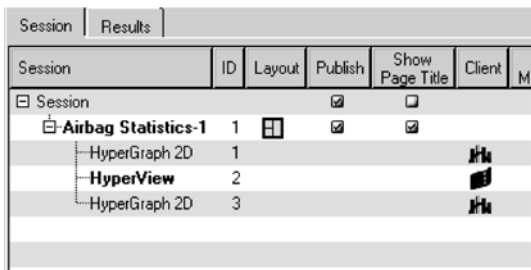 Session Results
Session ID Layout Publish Show Page Title Client M
Session
Airbag Statistics-1 1
HyperGraph 2D 1
HyperView 2
HyperGraph 2D 3